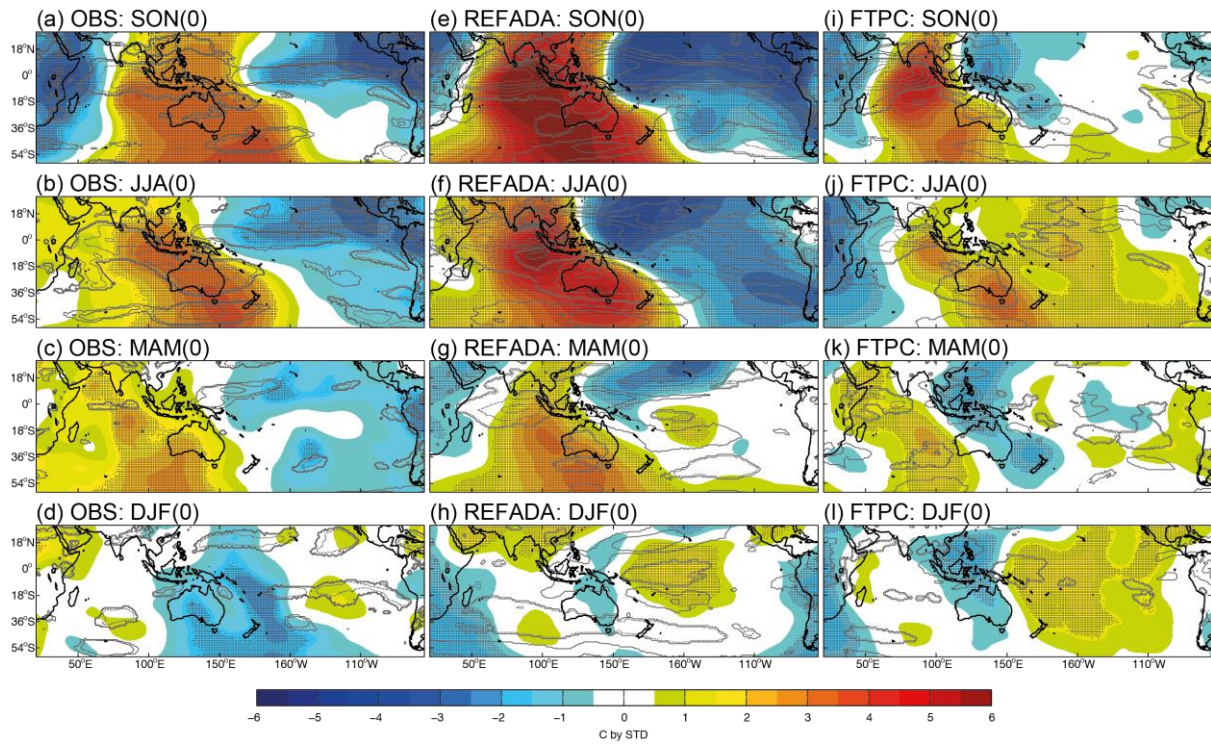 (a) OBS: SON(0) (e) REFADA: SON(0) (i) FTPC: SON(0)
18°N
0°
18°S
36°S
54°S
(b) OBS: JJA(0) (f) REFADA: JJA(0) (j) FTPC: JJA(0)
18°N
0°
18°S
36°S
54°S
(c) OBS: MAM(0) (g) REFADA: MAM(0) (k) FTPC: MAM(0)
18°N
0°
18°S
36°S
54°S
(d) OBS: DJF(0) (h) REFADA: DJF(0) (l) FTPC: DJF(0)
18°N
0°
18°S
36°S
54°S
50°E 100°E 150°E 160°W 110°W 50°E 100°E 150°E 160°W 110°W 50°E 100°E 150°E 160°W 110°W
-6 -5 -4 -3 -2 -1 0 1 2 3 4 5 6
C by STD